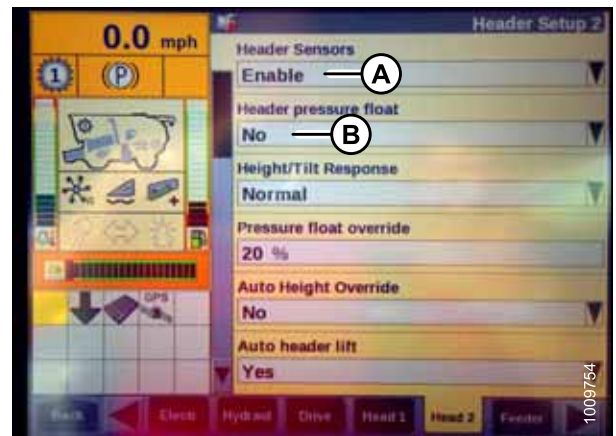 0.0 mph
Header Setup 2
1
(P)
Header Sensors
Enable
A
Header pressure float
No
B
Height/Tilt Response
Normal
Pressure float override
20 %
GPS
Auto Height Override
No
Auto header lift
Yes
Back
Electi
Hydraul
Drive
Head 1
Head 2
Feeder
1009754